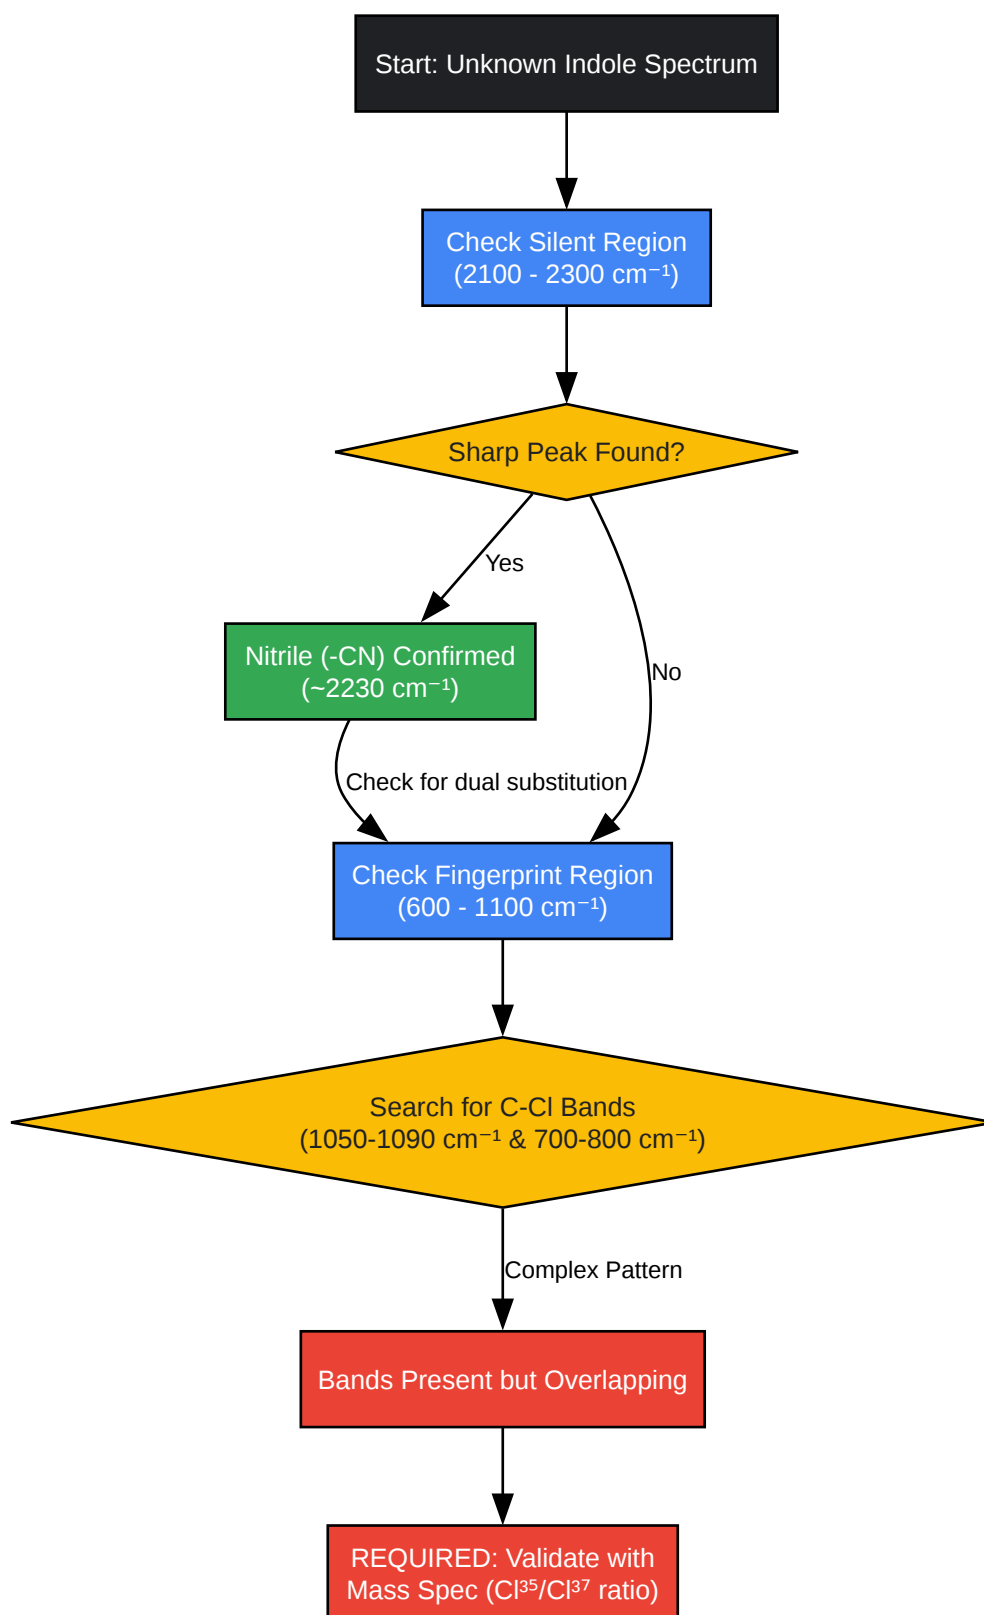 Start: Unknown Indole Spectrum
Check Silent Region
(2100 - 2300 cm⁻¹)
Sharp Peak Found?
Yes
Nitrile (-CN) Confirmed
(~2230 cm⁻¹)
No
Check for dual substitution
Check Fingerprint Region
(600 - 1100 cm⁻¹)
Search for C-Cl Bands
(1050-1090 cm⁻¹ & 700-800 cm⁻¹)
Complex Pattern
Bands Present but Overlapping
REQUIRED: Validate with
Mass Spec (Cl³⁵/Cl³⁷ ratio)